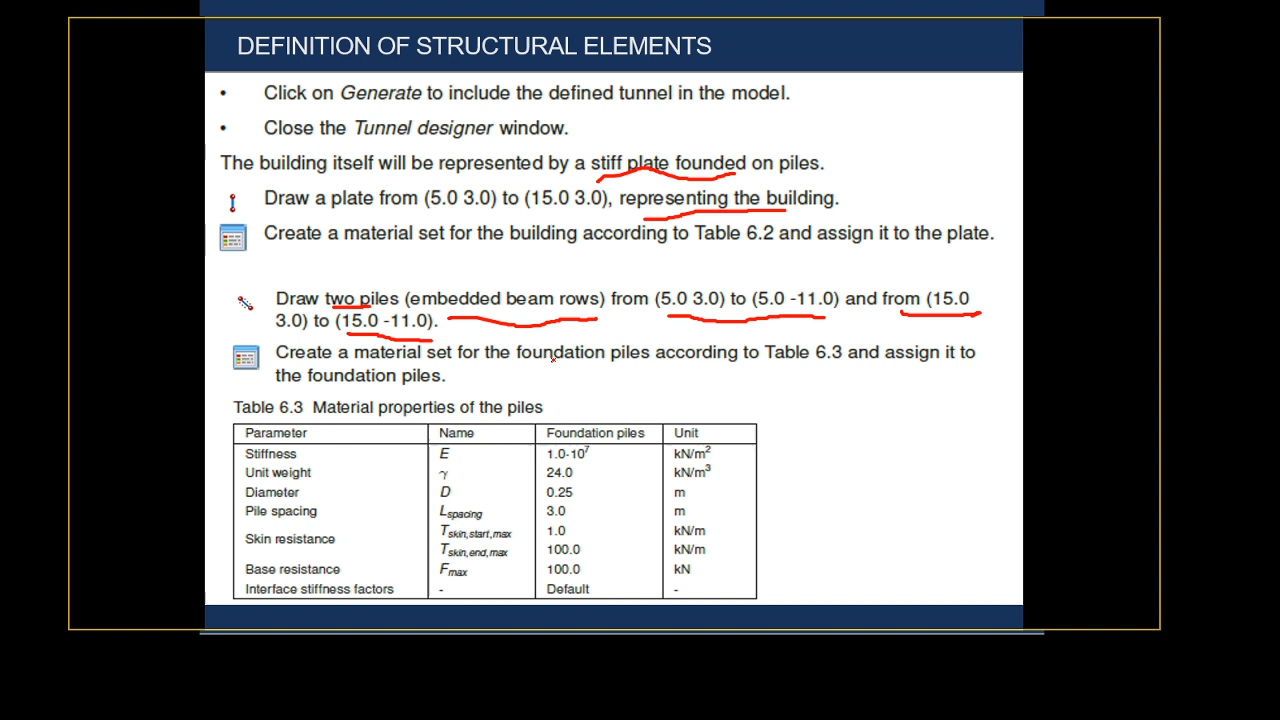 DEFINITION OF STRUCTURAL ELEMENTS
• Click on Generate to include the defined tunnel in the model.
• Close the Tunnel designer window.
The building itself will be represented by a stiff plate founded on piles.
Draw a plate from (5.0 3.0) to (15.0 3.0), representing the building.
Create a material set for the building according to Table 6.2 and assign it to the plate.
Draw two piles (embedded beam rows) from (5.0 3.0) to (5.0 -11.0) and from (15.0
3.0) to (15.0 -11.0).
Create a material set for the foundation piles according to Table 6.3 and assign it to
the foundation piles.
Table 6.3 Material properties of the piles
Parameter Name Foundation piles Unit
Stiffness E 1.0·10⁷ kN/m²
Unit weight γ 24.0 kN/m³
Diameter D 0.25 m
Pile spacing Lspacing 3.0 m
Skin resistance Tskin,start,max 1.0 kN/m
Tskin,end,max 100.0 kN/m
Base resistance Fmax 100.0 kN
Interface stiffness factors - Default -